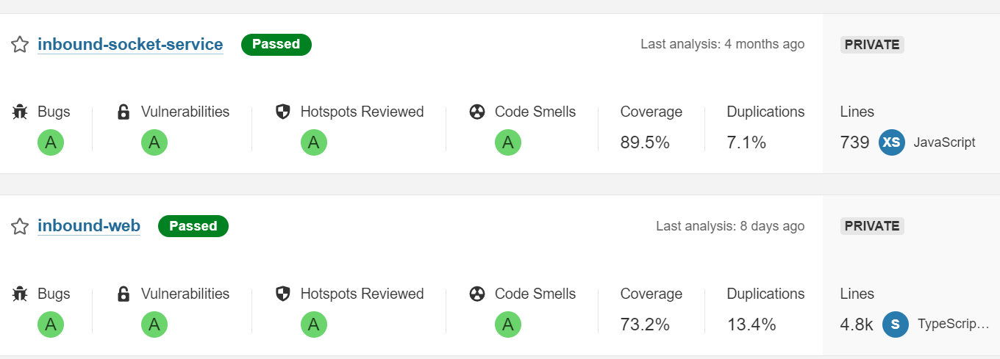 inbound-socket-service Passed Last analysis: 4 months ago PRIVATE
Bugs Vulnerabilities Hotspots Reviewed Code Smells Coverage Duplications Lines
A A A A 89.5% 7.1% 739 XS JavaScript
inbound-web Passed Last analysis: 8 days ago PRIVATE
Bugs Vulnerabilities Hotspots Reviewed Code Smells Coverage Duplications Lines
A A A A 73.2% 13.4% 4.8k S TypeScrip…